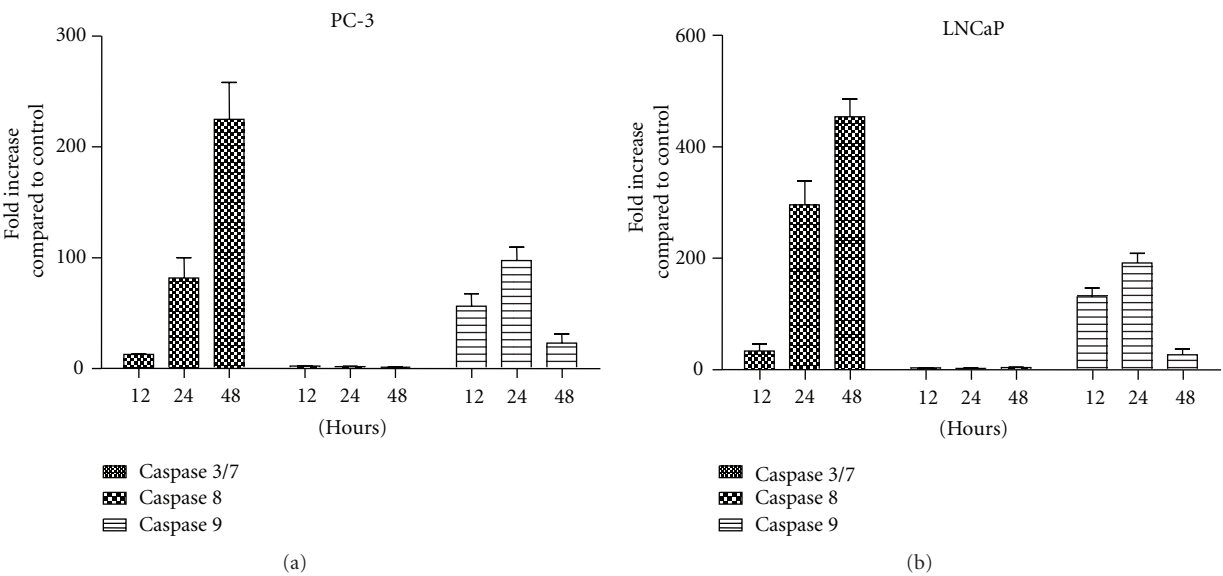 PC-3
Fold increase
compared to control
300
200
100
0
12 24 48 12 24 48 12 24 48
(Hours)
Caspase 3/7
Caspase 8
Caspase 9
(a)
LNCaP
Fold increase
compared to control
600
400
200
0
12 24 48 12 24 48 12 24 48
(Hours)
Caspase 3/7
Caspase 8
Caspase 9
(b)